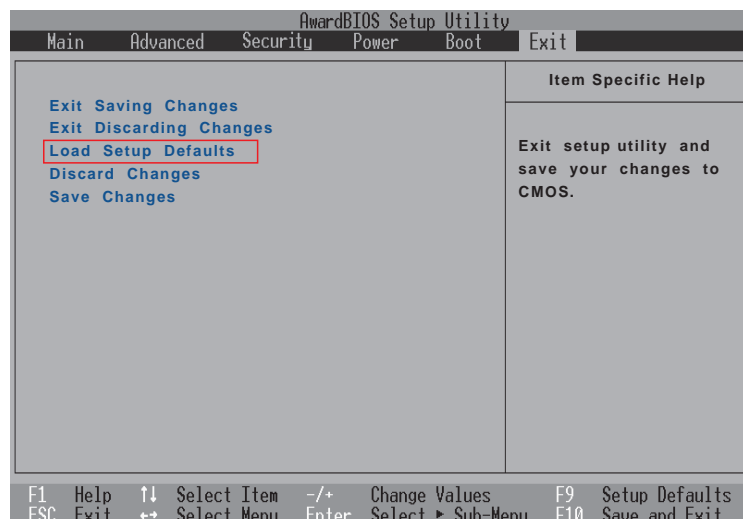 AwardBIOS Setup Utility
Main Advanced Security Power Boot Exit
Item Specific Help
Exit Saving Changes
Exit Discarding Changes
Load Setup Defaults
Discard Changes
Save Changes
Exit setup utility and
save your changes to
CMOS.
F1 Help ↑↓ Select Item -/+ Change Values F9 Setup Defaults
ESC Exit ←→ Select Menu Enter Select ► Sub-Menu F10 Save and Exit